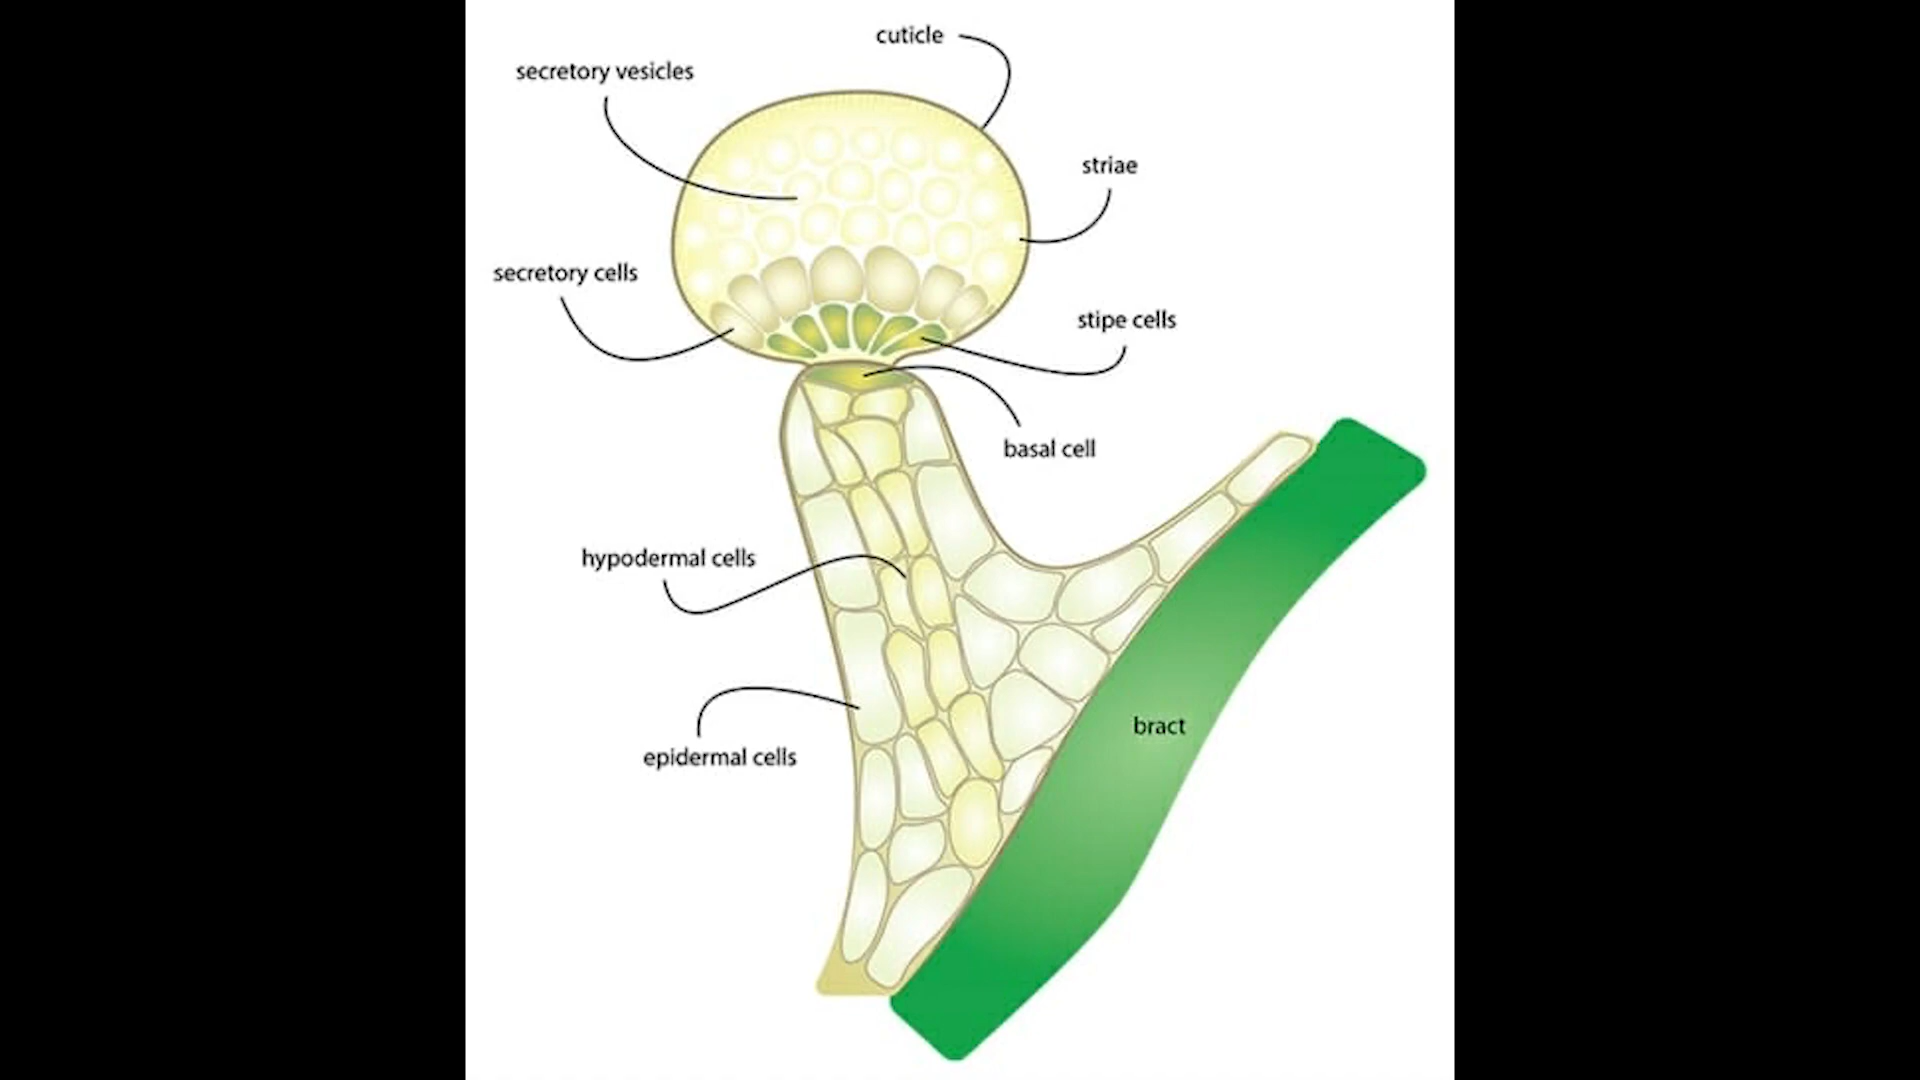 cuticle
secretory vesicles
striae
secretory cells
stipe cells
basal cell
hypodermal cells
bract
epidermal cells